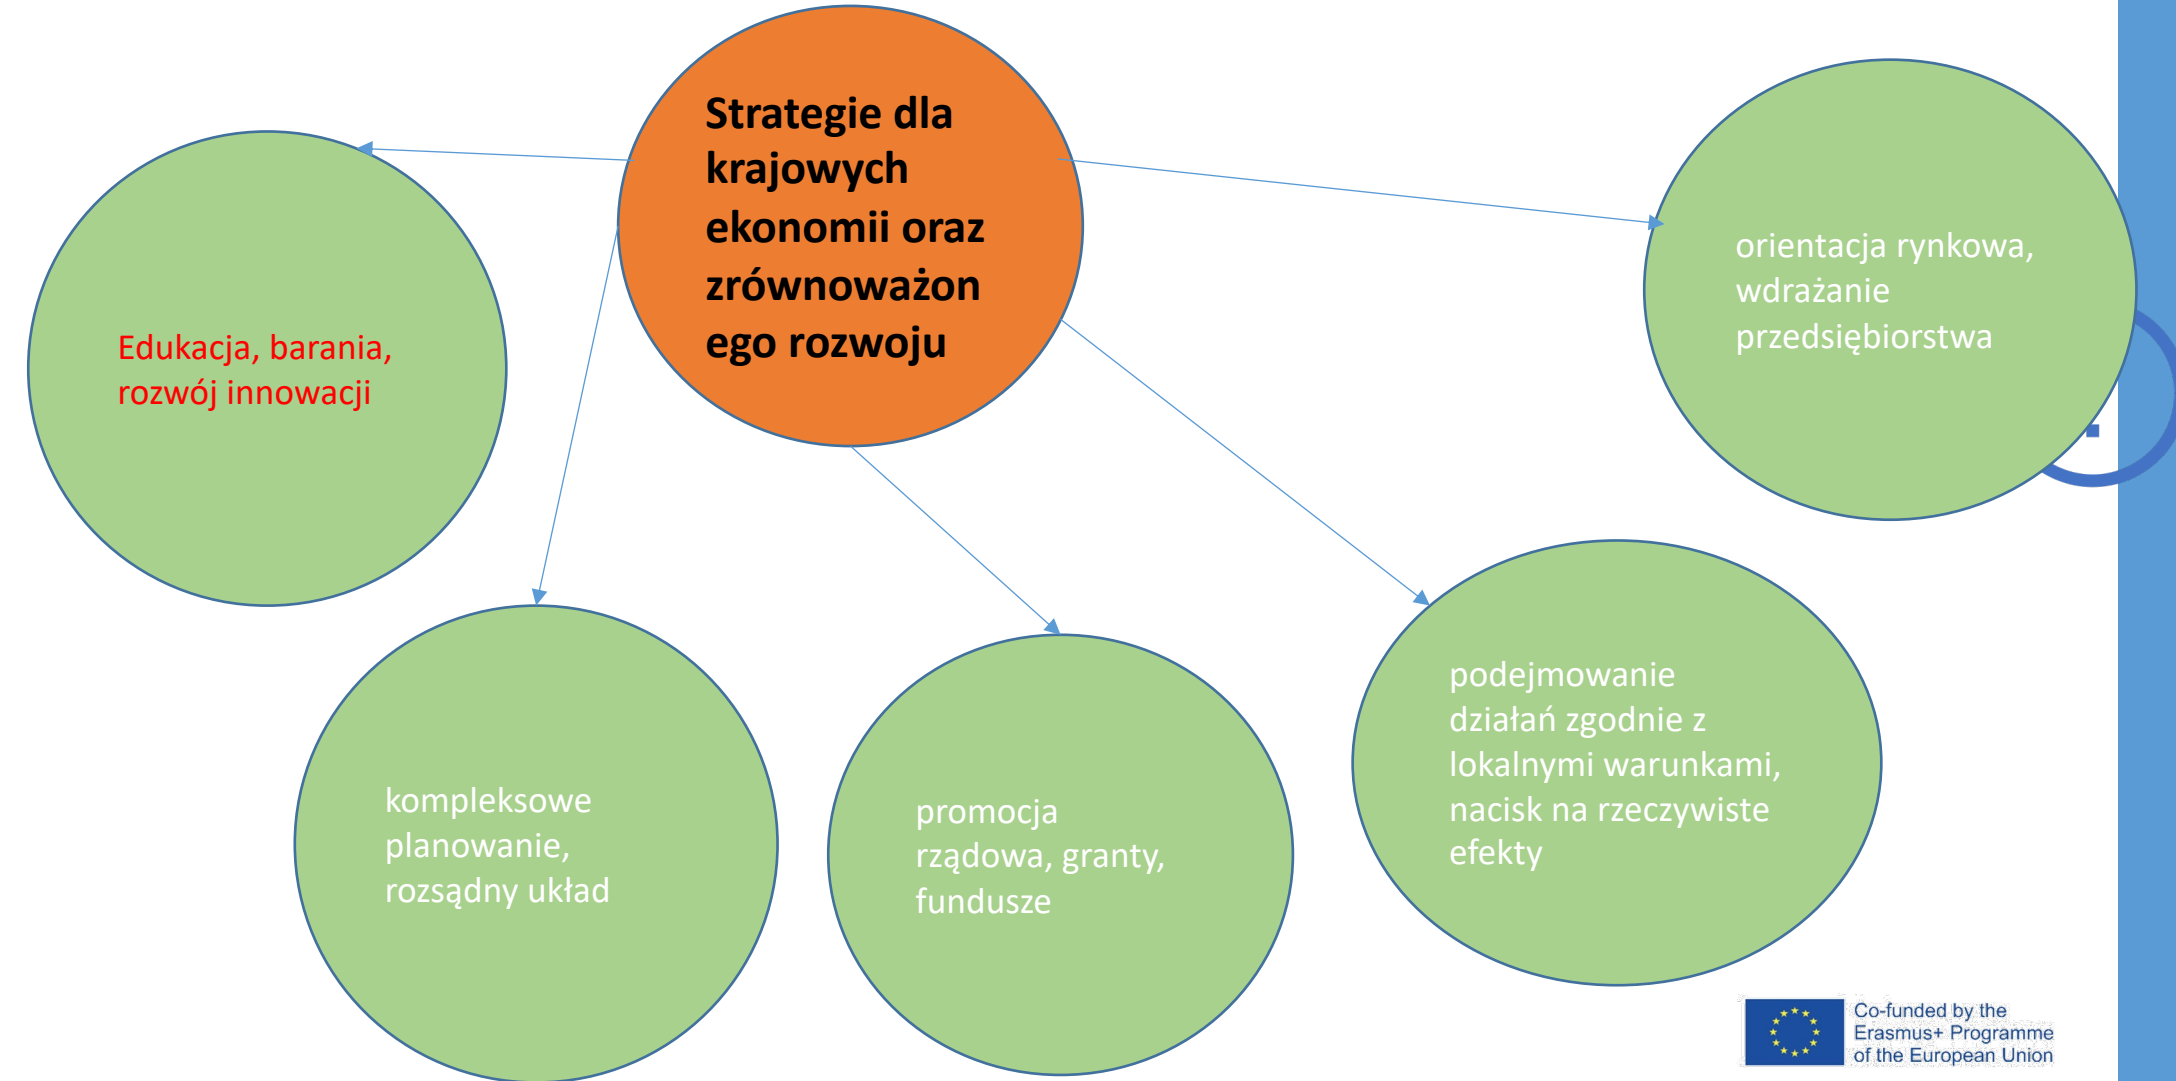 Strategie dla
krajowych
ekonomii oraz
zrównoważon
ego rozwoju
Edukacja, barania,
rozwój innowacji
kompleksowe
planowanie,
rozsądny układ
promocja
rządowa, granty,
fundusze
podejmowanie
działań zgodnie z
lokalnymi warunkami,
nacisk na rzeczywiste
efekty
orientacja rynkowa,
wdrażanie
przedsiębiorstwa
Co-funded by the
Erasmus+ Programme
of the European Union